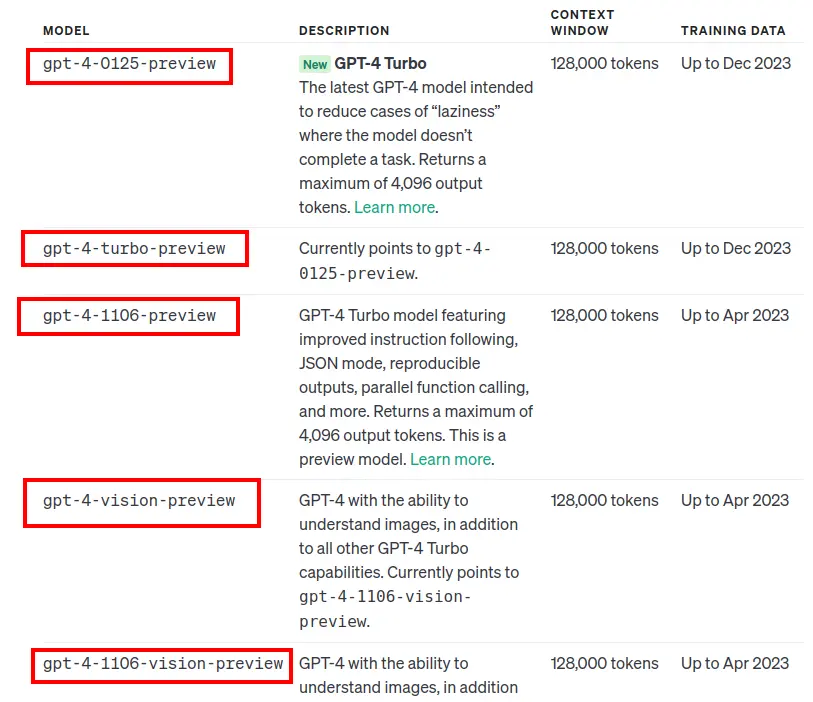 MODEL DESCRIPTION CONTEXT WINDOW TRAINING DATA
gpt-4-0125-preview New GPT-4 Turbo 128,000 tokens Up to Dec 2023
The latest GPT-4 model intended
to reduce cases of “laziness”
where the model doesn’t
complete a task. Returns a
maximum of 4,096 output
tokens. Learn more.
gpt-4-turbo-preview Currently points to gpt-4- 128,000 tokens Up to Dec 2023
0125-preview.
gpt-4-1106-preview GPT-4 Turbo model featuring 128,000 tokens Up to Apr 2023
improved instruction following,
JSON mode, reproducible
outputs, parallel function calling,
and more. Returns a maximum of
4,096 output tokens. This is a
preview model. Learn more.
gpt-4-vision-preview GPT-4 with the ability to 128,000 tokens Up to Apr 2023
understand images, in addition
to all other GPT-4 Turbo
capabilities. Currently points to
gpt-4-1106-vision-
preview.
gpt-4-1106-vision-preview GPT-4 with the ability to 128,000 tokens Up to Apr 2023
understand images, in addition